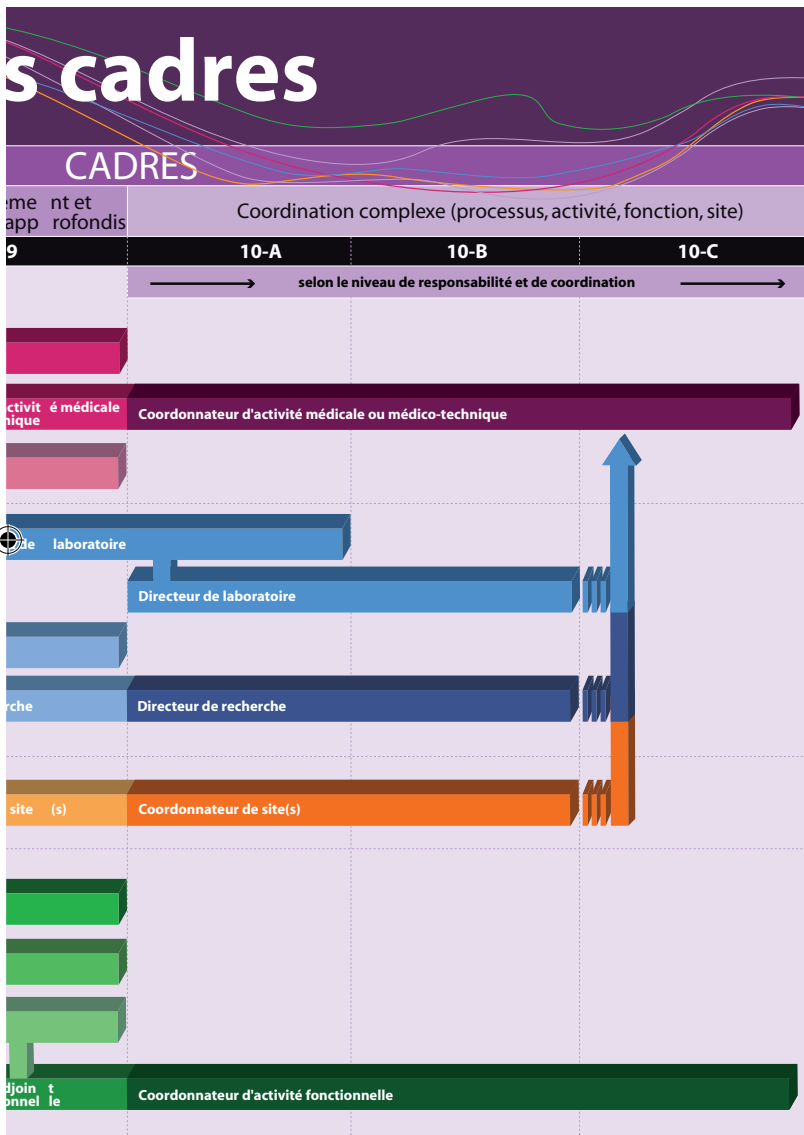 s cadres
CADRES
eme nt et
app rofondis
Coordination complexe (processus, activité, fonction, site)
9 10-A 10-B 10-C
selon le niveau de responsabilité et de coordination
ctivit é médicale
nique
Coordonnateur d'activité médicale ou médico-technique
de laboratoire
Directeur de laboratoire
rche
Directeur de recherche
site (s)
Coordonnateur de site(s)
djoin t
onnel le
Coordonnateur d'activité fonctionnelle